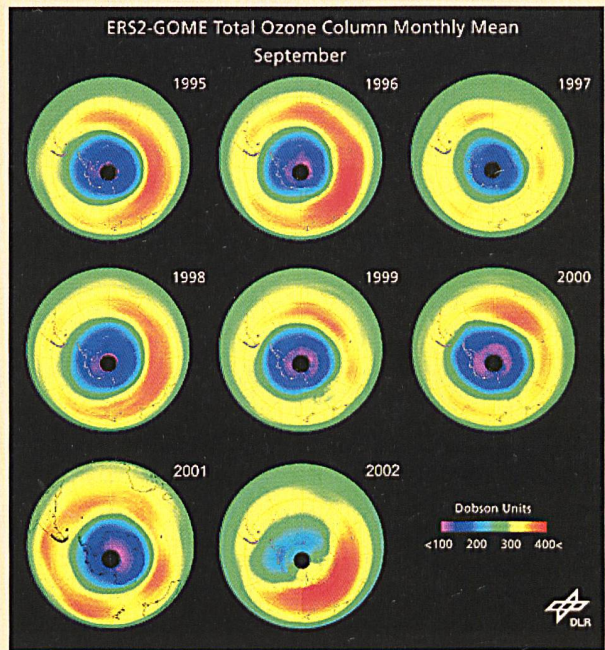 ERS2-GOME Total Ozone Column Monthly Mean
September
1995
1996
1997
1998
1999
2000
2001
2002
Dobson Units
<100 200 300 400<
DLR